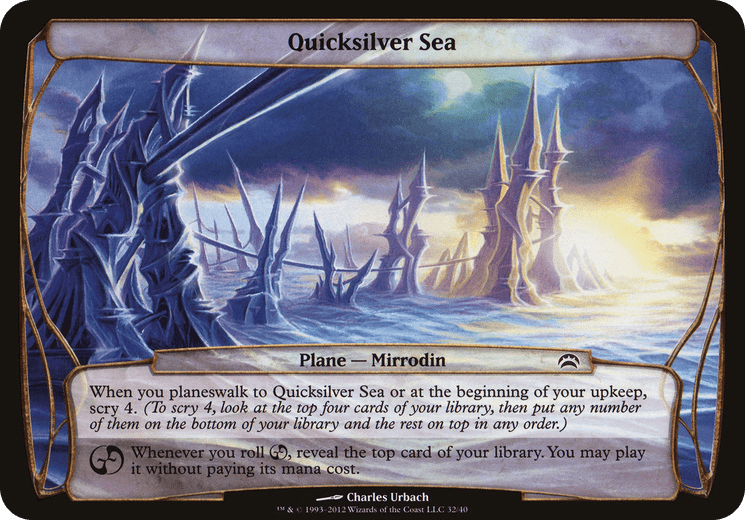 Quicksilver Sea
Plane — Mirrodin
When you planeswalk to Quicksilver Sea or at the beginning of your upkeep,
scry 4. (To scry 4, look at the top four cards of your library, then put any number
of them on the bottom of your library and the rest on top in any order.)
Whenever you roll , reveal the top card of your library. You may play
it without paying its mana cost.
Charles Urbach
™ & © 1993-2012 Wizards of the Coast LLC 32/40